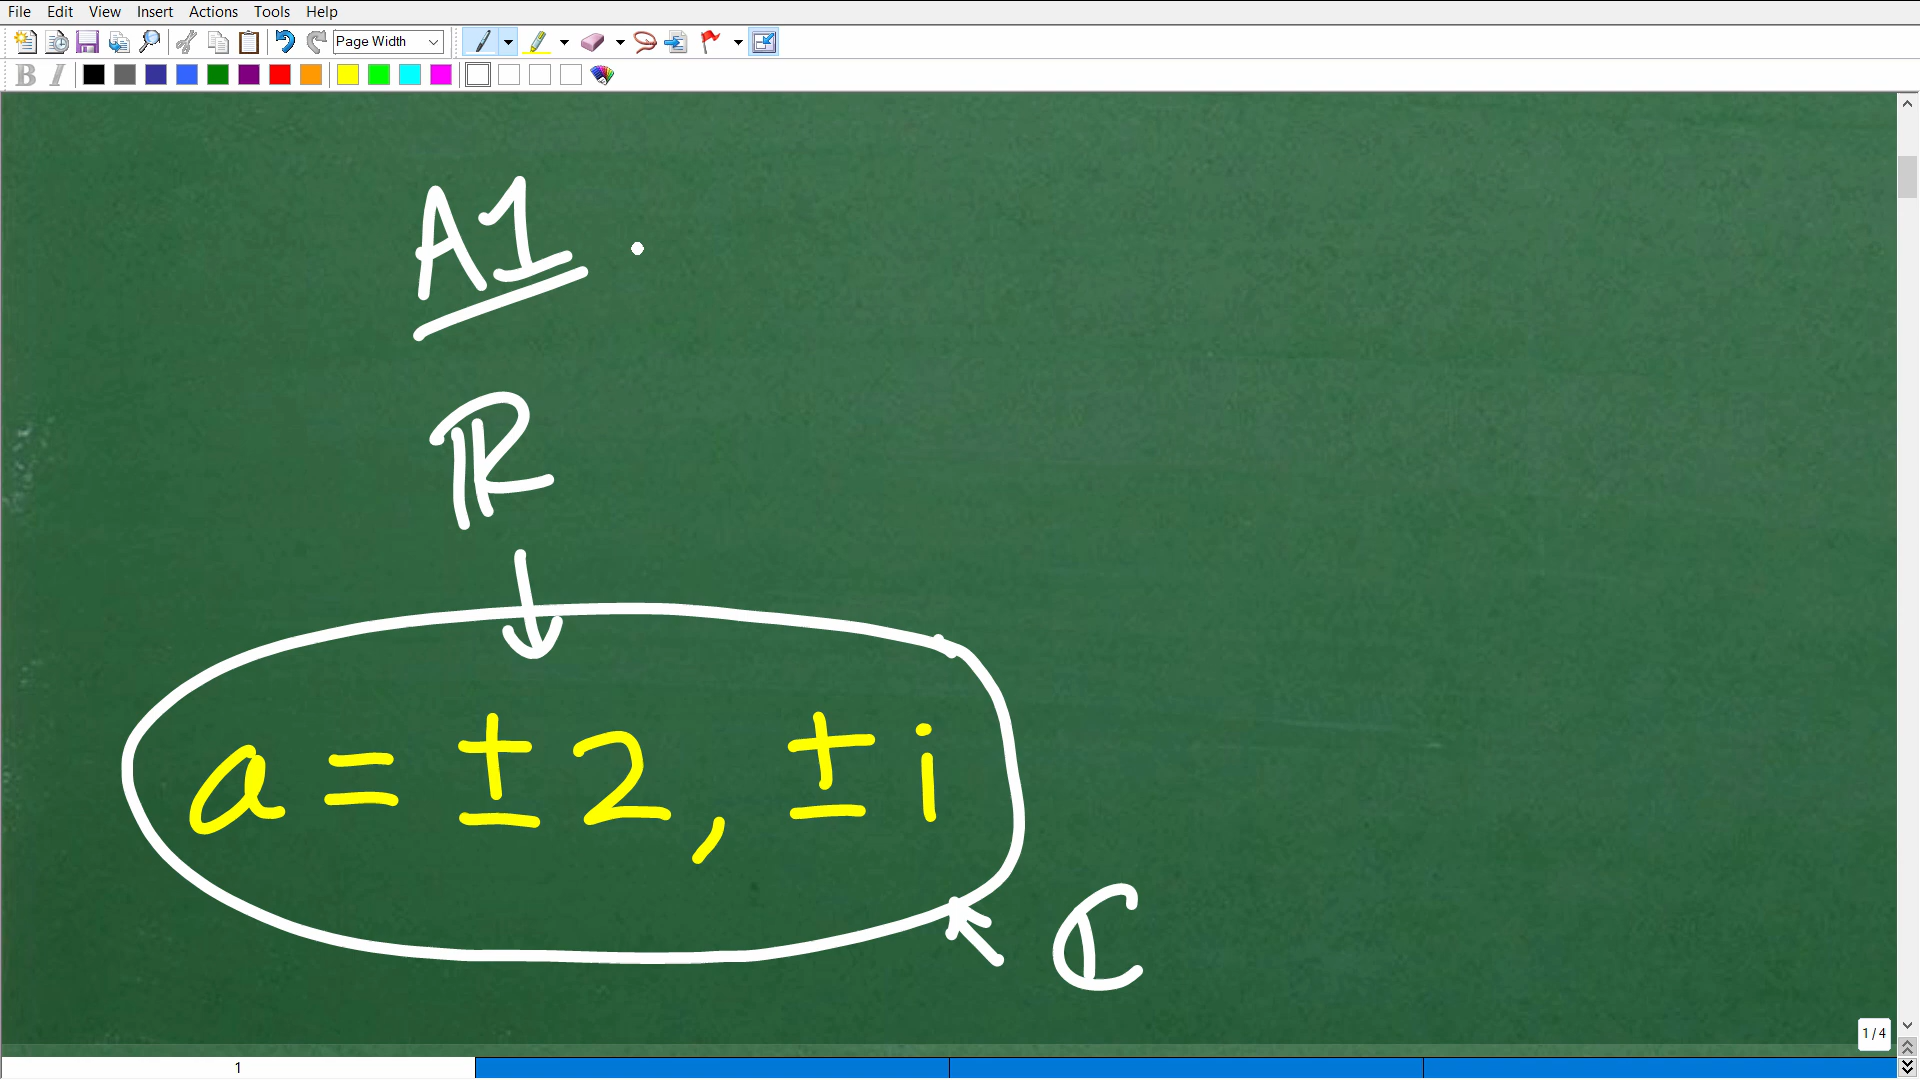 File Edit View Insert Actions Tools Help
Page Width
B I
A1
ℝ
a = ± 2, ± i
ℂ
1 / 4
1